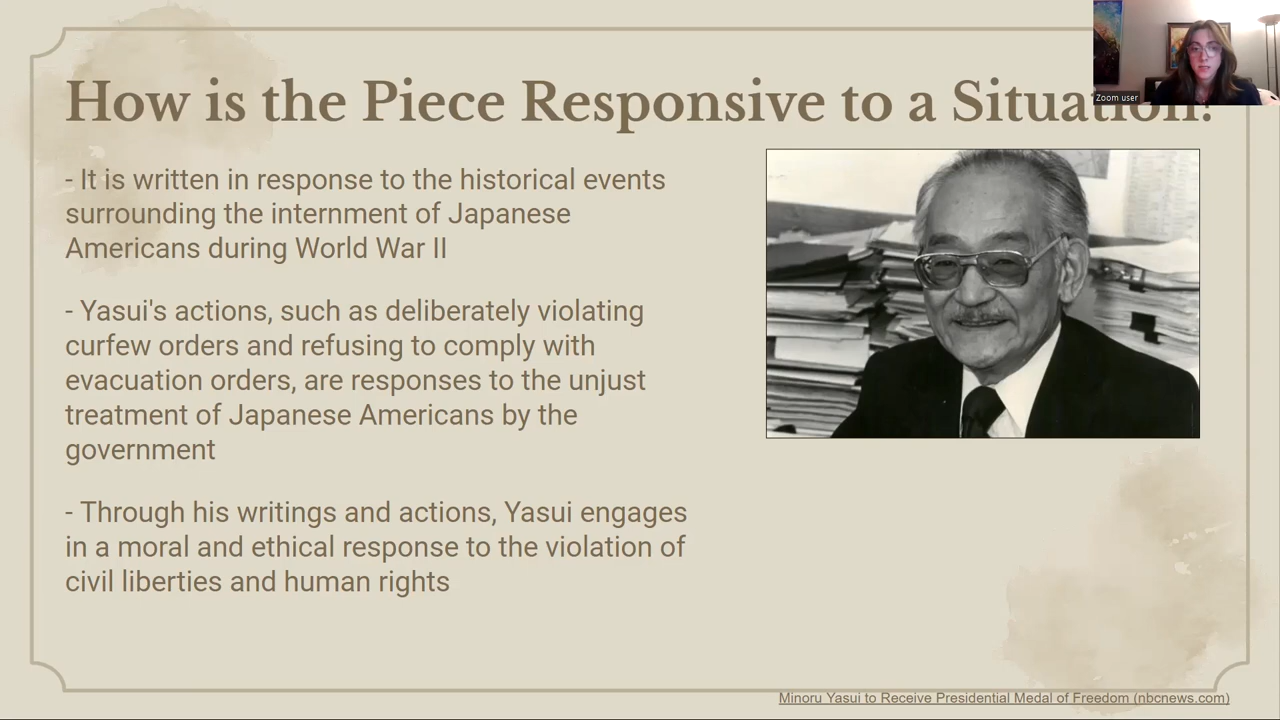 How is the Piece Responsive to a Situation?
Zoom user
- It is written in response to the historical events
surrounding the internment of Japanese
Americans during World War II
- Yasui's actions, such as deliberately violating
curfew orders and refusing to comply with
evacuation orders, are responses to the unjust
treatment of Japanese Americans by the
government
- Through his writings and actions, Yasui engages
in a moral and ethical response to the violation of
civil liberties and human rights
Minoru Yasui to Receive Presidential Medal of Freedom (nbcnews.com)